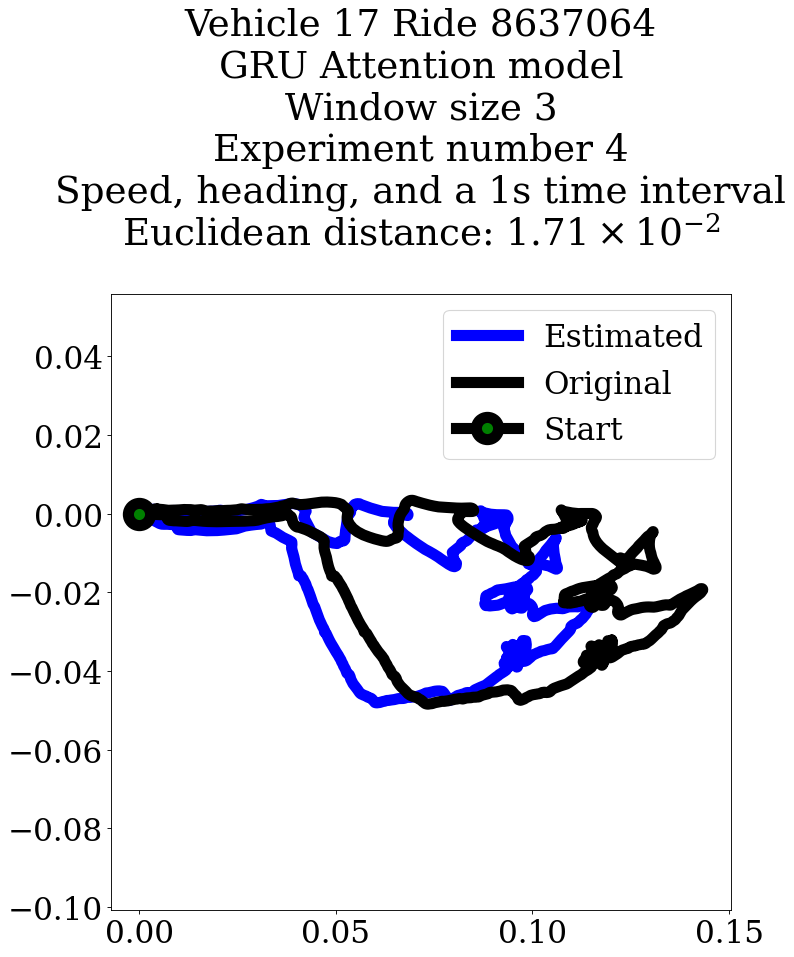 Vehicle 17 Ride 8637064
GRU Attention model
Window size 3
Experiment number 4
Speed, heading, and a 1s time interval
Euclidean distance: 1.71 × 10⁻²
Estimated
Original
Start
0.04
0.02
0.00
−0.02
−0.04
−0.06
−0.08
−0.10
0.00 0.05 0.10 0.15